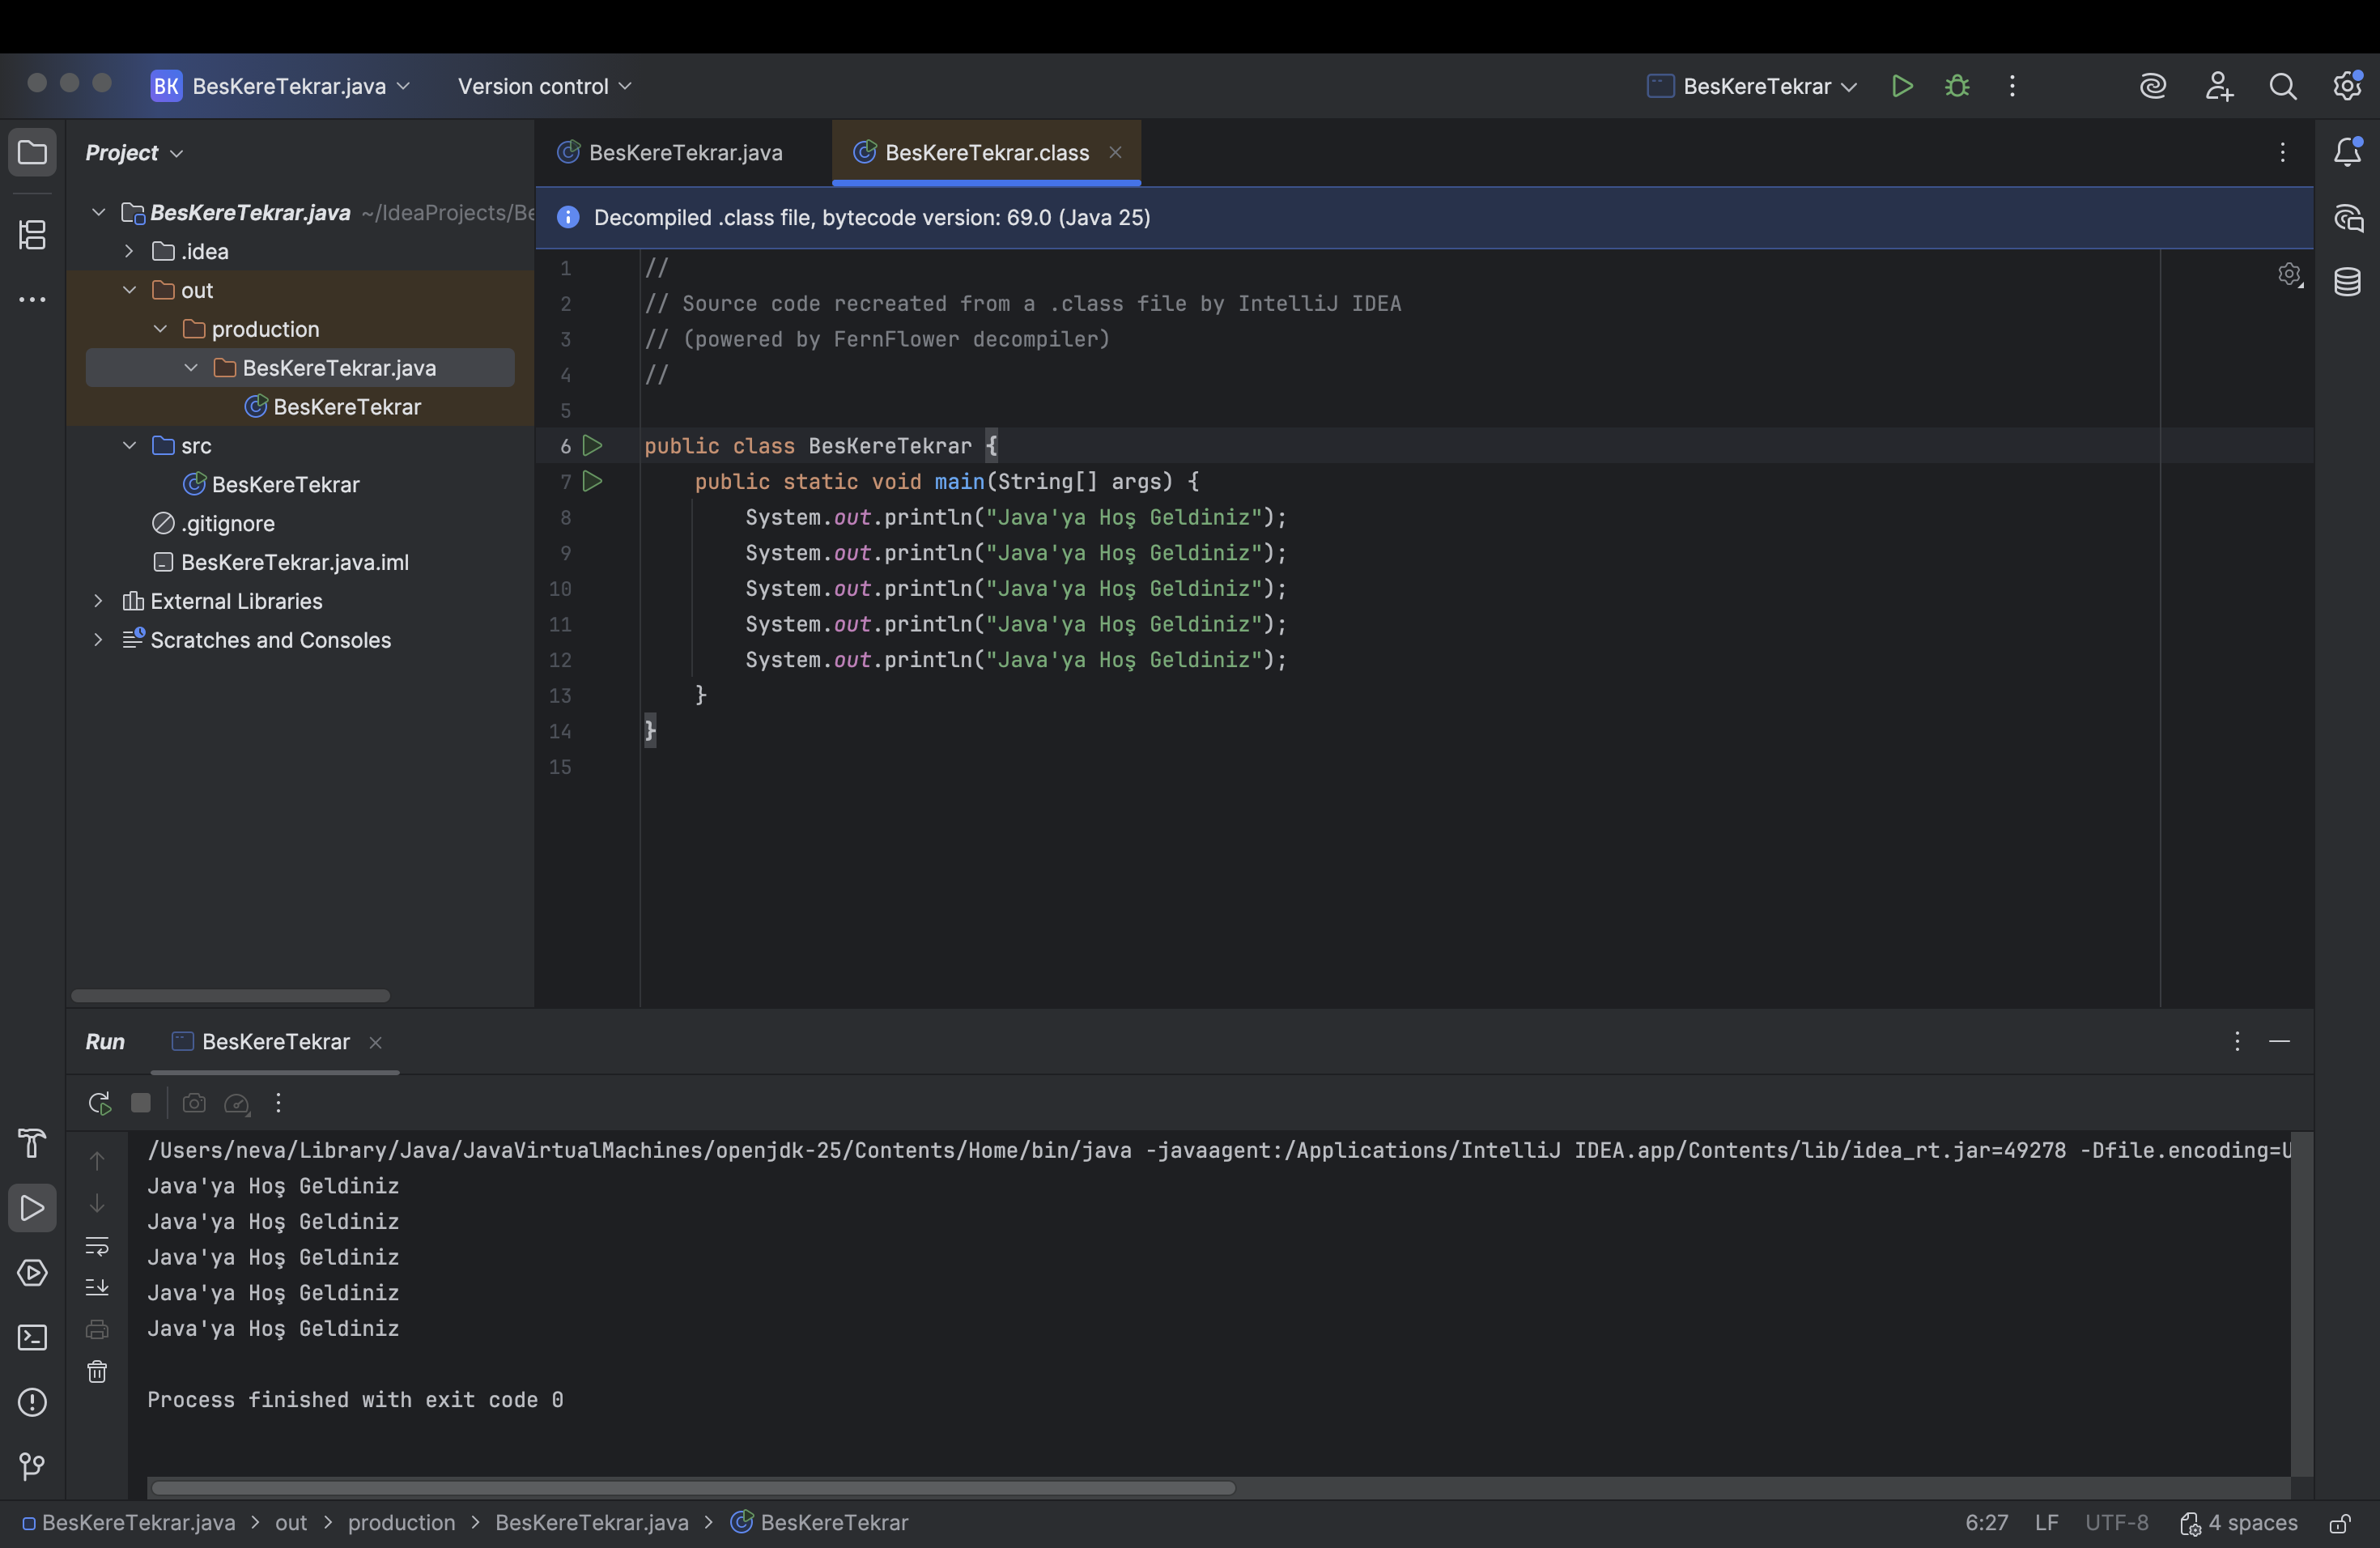 BK BesKereTekrar.java Version control BesKereTekrar
Project
BesKereTekrar.java ~/IdeaProjects/Be
.idea
out
production
BesKereTekrar.java
BesKereTekrar
src
BesKereTekrar
.gitignore
BesKereTekrar.java.iml
External Libraries
Scratches and Consoles
BesKereTekrar.java BesKereTekrar.class
Decompiled .class file, bytecode version: 69.0 (Java 25)
1 //
2 // Source code recreated from a .class file by IntelliJ IDEA
3 // (powered by FernFlower decompiler)
4 //
5
6 public class BesKereTekrar {
7 public static void main(String[] args) {
8 System.out.println("Java'ya Hoş Geldiniz");
9 System.out.println("Java'ya Hoş Geldiniz");
10 System.out.println("Java'ya Hoş Geldiniz");
11 System.out.println("Java'ya Hoş Geldiniz");
12 System.out.println("Java'ya Hoş Geldiniz");
13 }
14 }
15
Run BesKereTekrar
/Users/neva/Library/Java/JavaVirtualMachines/openjdk-25/Contents/Home/bin/java -javaagent:/Applications/IntelliJ IDEA.app/Contents/lib/idea_rt.jar=49278 -Dfile.encoding=U
Java'ya Hoş Geldiniz
Java'ya Hoş Geldiniz
Java'ya Hoş Geldiniz
Java'ya Hoş Geldiniz
Java'ya Hoş Geldiniz
Process finished with exit code 0
BesKereTekrar.java > out > production > BesKereTekrar.java > BesKereTekrar 6:27 LF UTF-8 4 spaces